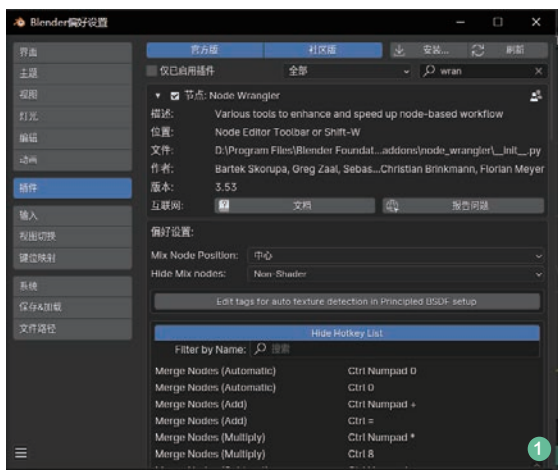 Blender偏好设置
界面
主题
视图
灯光
编辑
动画
插件
输入
视图切换
键位映射
系统
保存&加载
文件路径
官方版 社区版 安装... 刷新
仅已启用插件 全部 wran
节点: Node Wrangler
描述: Various tools to enhance and speed up node-based workflow
位置: Node Editor Toolbar or Shift-W
文件: D:\Program Files\Blender Foundat...addons\node_wrangler\__init__.py
作者: Bartek Skorupa, Greg Zaal, Sebas...Christian Brinkmann, Florian Meyer
版本: 3.53
互联网: 文档 报告问题
偏好设置:
Mix Node Position: 中心
Hide Mix nodes: Non-Shader
Edit tags for auto texture detection in Principled BSDF setup
Hide Hotkey List
Filter by Name: 搜索
Merge Nodes (Automatic) Ctrl Numpad 0
Merge Nodes (Automatic) Ctrl 0
Merge Nodes (Add) Ctrl Numpad +
Merge Nodes (Add) Ctrl =
Merge Nodes (Multiply) Ctrl Numpad *
Merge Nodes (Multiply) Ctrl 8
1